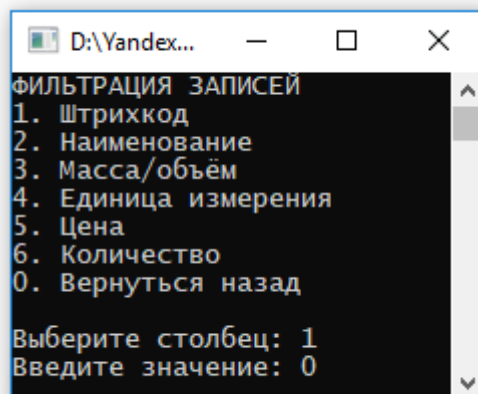 D:\Yandex...
ФИЛЬТРАЦИЯ ЗАПИСЕЙ
1. Штрихкод
2. Наименование
3. Масса/объём
4. Единица измерения
5. Цена
6. Количество
0. Вернуться назад
Выберите столбец: 1
Введите значение: 0